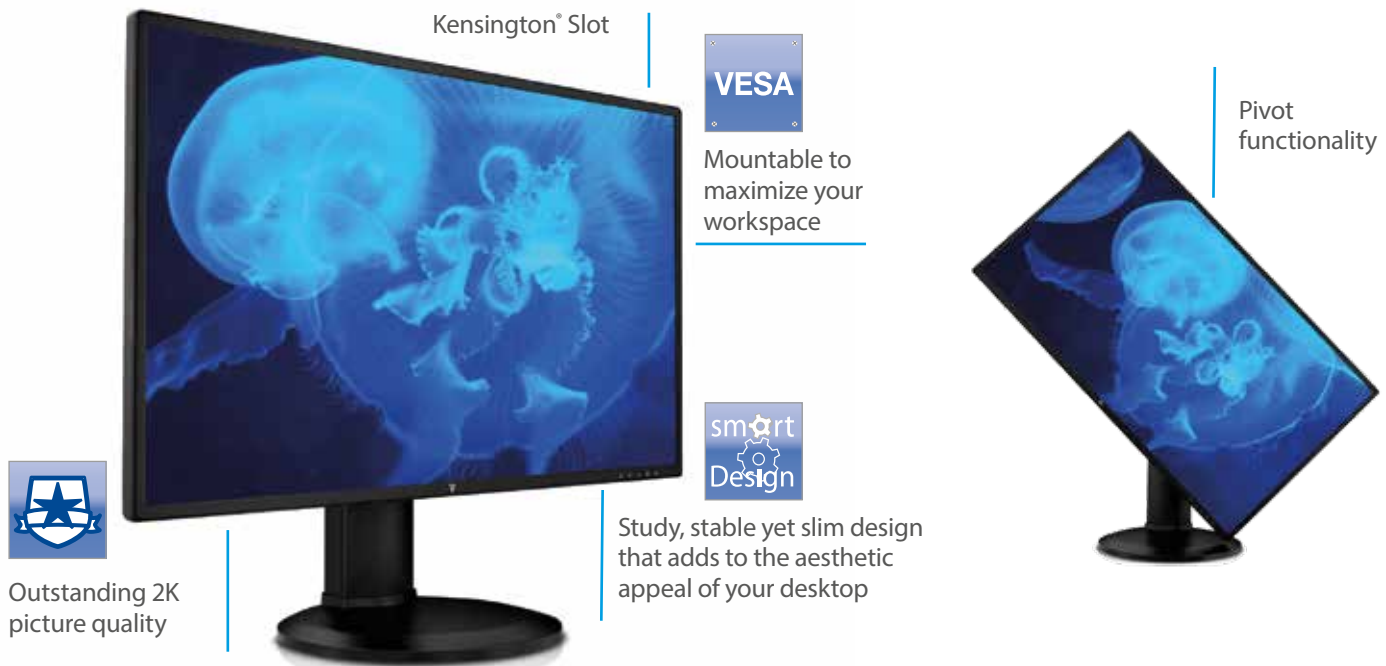 Kensington® Slot
VESA
Mountable to
maximize your
workspace
Pivot
functionality
smart
Design
Study, stable yet slim design
that adds to the aesthetic
appeal of your desktop
Outstanding 2K
picture quality